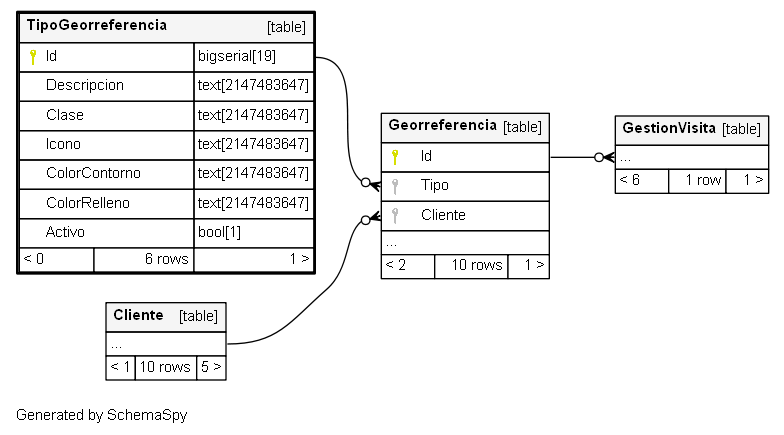 TipoGeorreferencia [table]
Id bigserial[19]
Descripcion text[2147483647]
Clase text[2147483647]
Icono text[2147483647]
ColorContorno text[2147483647]
ColorRelleno text[2147483647]
Activo bool[1]
< 0 6 rows 1 >
Georreferencia [table]
Id
Tipo
Cliente
...
< 2 10 rows 1 >
GestionVisita [table]
...
< 6 1 row 1 >
Cliente [table]
...
< 1 10 rows 5 >
Generated by SchemaSpy